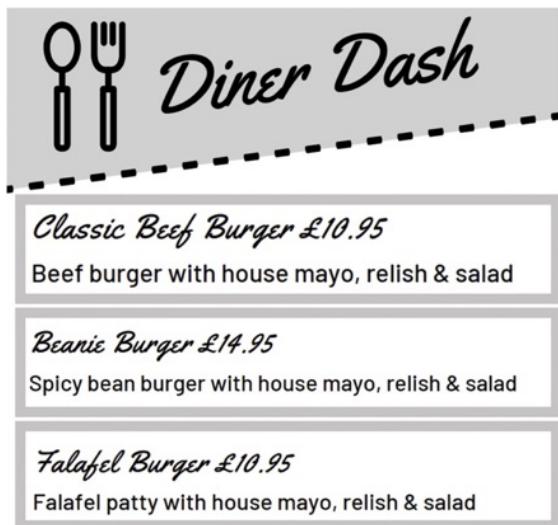 Diner Dash
Classic Beef Burger £10.95
Beef burger with house mayo, relish & salad
Beanie Burger £14.95
Spicy bean burger with house mayo, relish & salad
Falafel Burger £10.95
Falafel patty with house mayo, relish & salad